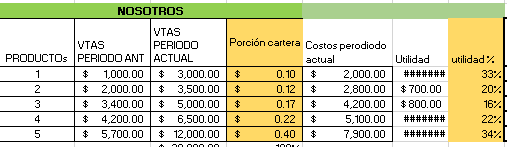 NOSOTROS
PRODUCTOs VTAS PERIODO ANT VTAS PERIODO ACTUAL Porción cartera Costos perodiodo actual Utilidad utilidad %
1 $ 1,000.00 $ 3,000.00 $ 0.10 $ 2,000.00 ####### 33%
2 $ 2,000.00 $ 3,500.00 $ 0.12 $ 2,800.00 $ 700.00 20%
3 $ 3,400.00 $ 5,000.00 $ 0.17 $ 4,200.00 $ 800.00 16%
4 $ 4,200.00 $ 6,500.00 $ 0.22 $ 5,100.00 ####### 22%
5 $ 5,700.00 $ 12,000.00 $ 0.40 $ 7,900.00 ####### 34%